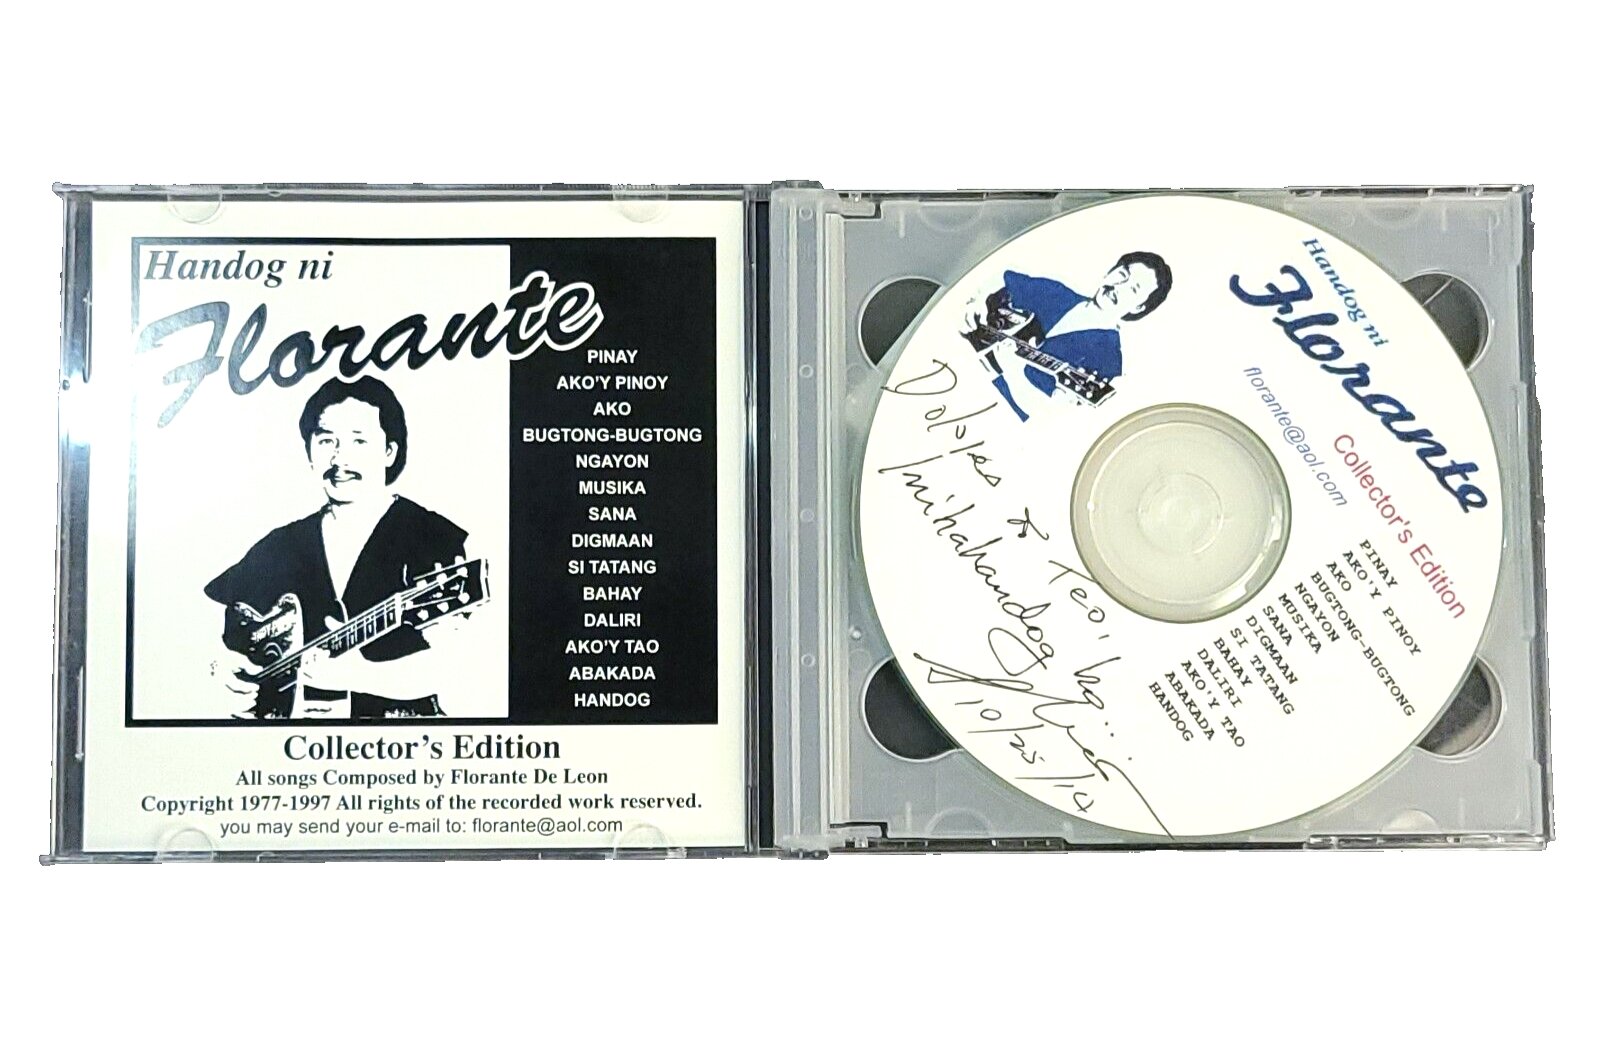 Handog ni
Florante
PINAY
AKO'Y PINOY
AKO
BUGTONG-BUGTONG
NGAYON
MUSIKA
SANA
DIGMAAN
SI TATANG
BAHAY
DALIRI
AKO'Y TAO
ABAKADA
HANDOG
Collector's Edition
All songs Composed by Florante De Leon
Copyright 1977-1997 All rights of the recorded work reserved.
you may send your e-mail to: florante@aol.com
Handog ni
Florante
florante@aol.com
Collector's Edition
PINAY
AKO'Y PINOY
AKO
BUGTONG-BUGTONG
NGAYON
MUSIKA
SANA
DIGMAAN
SI TATANG
BAHAY
DALIRI
AKO'Y TAO
ABAKADA
HANDOG
Dolores & Teo,
Inihahandog ko..
10/25/14